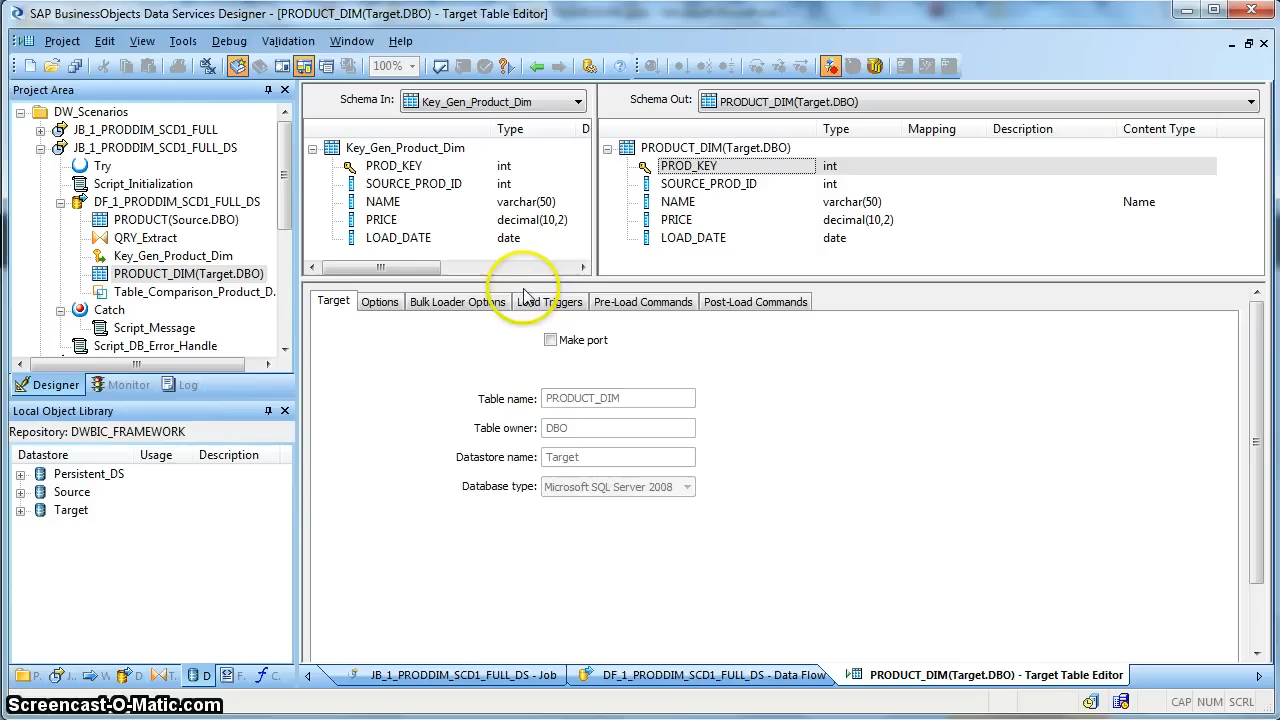 SAP BusinessObjects Data Services Designer - [PRODUCT_DIM(Target.DBO) - Target Table Editor]
Project Edit View Tools Debug Validation Window Help
100%
Project Area
DW_Scenarios
JB_1_PRODDIM_SCD1_FULL
JB_1_PRODDIM_SCD1_FULL_DS
Try
Script_Initialization
DF_1_PRODDIM_SCD1_FULL_DS
PRODUCT(Source.DBO)
QRY_Extract
Key_Gen_Product_Dim
PRODUCT_DIM(Target.DBO)
Table_Comparison_Product_D.
Catch
Script_Message
Script_DB_Error_Handle
Designer Monitor Log
Local Object Library
Repository: DWBIC_FRAMEWORK
Datastore Usage Description
Persistent_DS
Source
Target
P. J.. W T. D F. C.
Schema In: Key_Gen_Product_Dim
Type D
Key_Gen_Product_Dim
PROD_KEY int
SOURCE_PROD_ID int
NAME varchar(50)
PRICE decimal(10,2)
LOAD_DATE date
Schema Out: PRODUCT_DIM(Target.DBO)
Type Mapping Description Content Type
PRODUCT_DIM(Target.DBO)
PROD_KEY int
SOURCE_PROD_ID int
NAME varchar(50) Name
PRICE decimal(10,2)
LOAD_DATE date
Target Options Bulk Loader Options Load Triggers Pre-Load Commands Post-Load Commands
Make port
Table name: PRODUCT_DIM
Table owner: DBO
Datastore name: Target
Database type: Microsoft SQL Server 2008
JB_1_PRODDIM_SCD1_FULL_DS - Job DF_1_PRODDIM_SCD1_FULL_DS - Data Flow PRODUCT_DIM(Target.DBO) - Target Table Editor
Screencast-O-Matic.com
CAP NUM SCRL